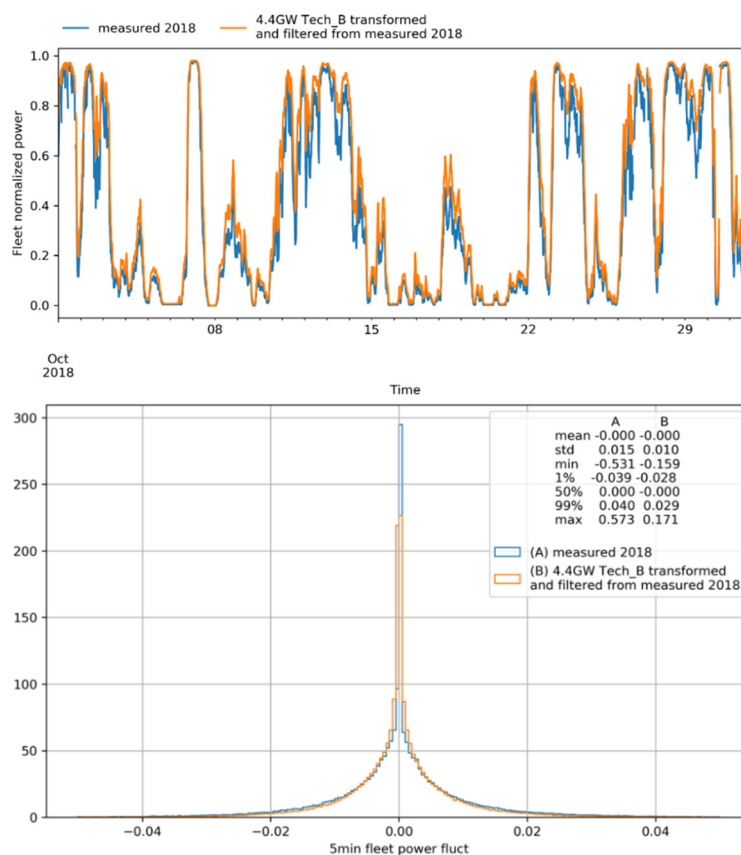 measured 2018
4.4GW Tech_B transformed
and filtered from measured 2018
1.0
0.8
0.6
0.4
0.2
0.0
Fleet normalized power
08
15
22
29
Oct
2018
Time
300
250
200
150
100
50
0
A B
mean -0.000 -0.000
std 0.015 0.010
min -0.531 -0.159
1% -0.039 -0.028
50% 0.000 -0.000
99% 0.040 0.029
max 0.573 0.171
(A) measured 2018
(B) 4.4GW Tech_B transformed
and filtered from measured 2018
−0.04
−0.02
0.00
0.02
0.04
5min fleet power fluct